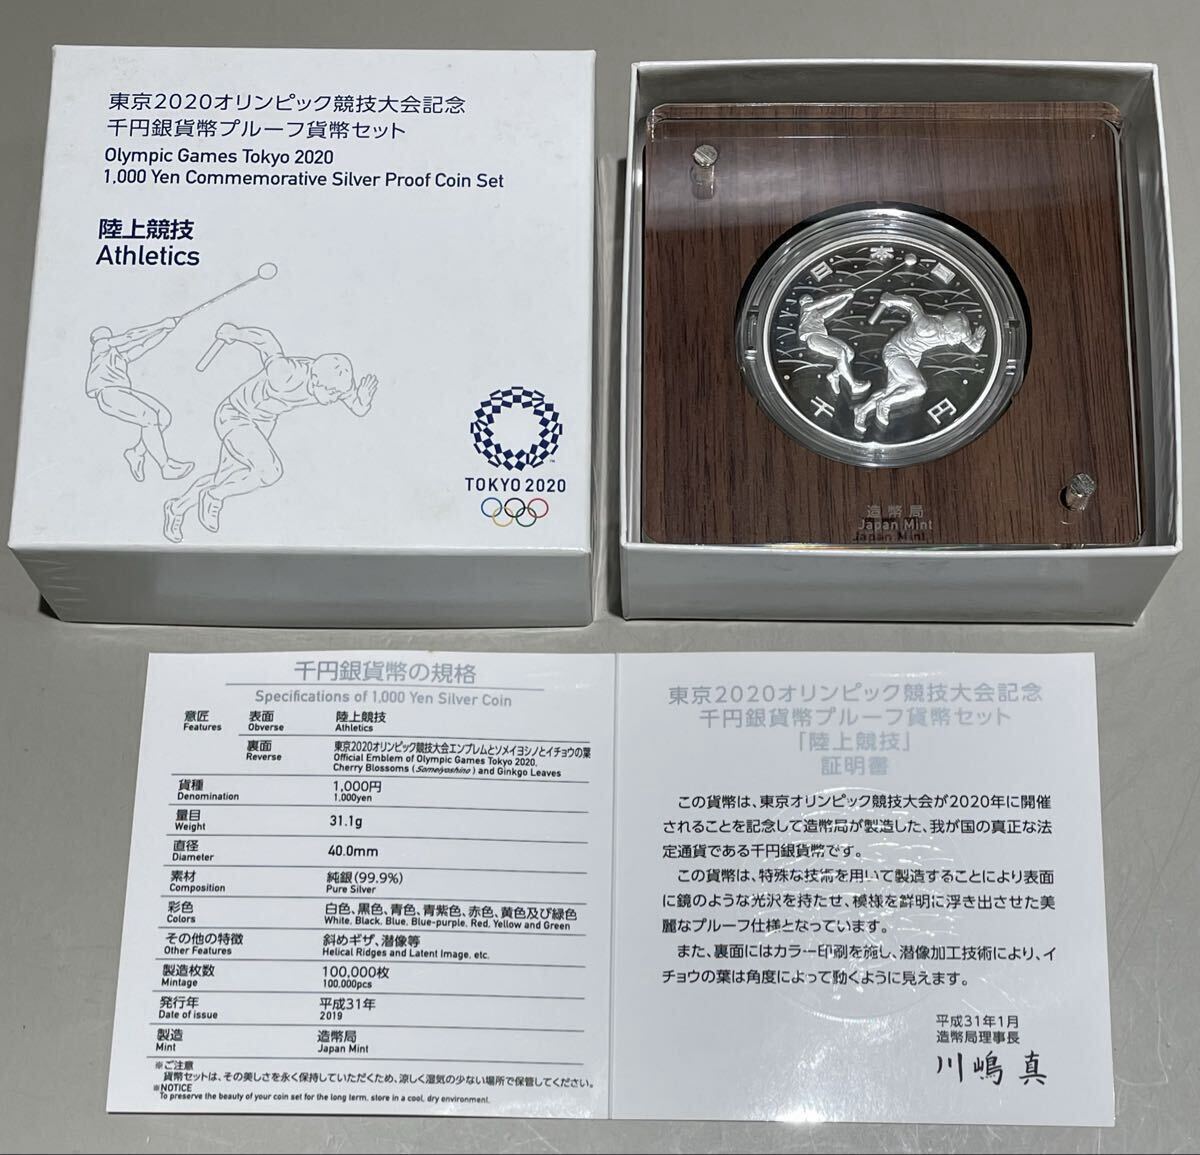 東京2020オリンピック競技大会記念
千円銀貨幣プルーフ貨幣セット
Olympic Games Tokyo 2020
1,000 Yen Commemorative Silver Proof Coin Set
陸上競技
Athletics
TOKYO 2020
日本国
千円
造幣局
Japan Mint
千円銀貨幣の規格
Specifications of 1,000 Yen Silver Coin
意匠 表面 陸上競技
Features Obverse Athletics
裏面 東京2020オリンピック競技大会エンブレムとソメイヨシノとイチョウの葉
Reverse Official Emblem of Olympic Games Tokyo 2020,
Cherry Blossoms (Someiyoshino) and Ginkgo Leaves
貨種 1,000円
Denomination 1,000yen
量目 31.1g
Weight
直径 40.0mm
Diameter
素材 純銀(99.9%)
Composition Pure Silver
彩色 白色、黒色、青色、青紫色、赤色、黄色及び緑色
Colors White, Black, Blue, Blue-purple, Red, Yellow and Green
その他の特徴 斜めギザ、潜像等
Other Features Helical Ridges and Latent Image, etc.
製造枚数 100,000枚
Mintage 100,000pcs
発行年 平成31年
Date of issue 2019
製造 造幣局
Mint Japan Mint
※ご注意
貨幣セットは、その美しさを永く保持していただくため、涼しく湿気の少ない場所で保管してください。
※NOTICE
To preserve the beauty of your coin set for the long term, store in a cool, dry environment.
東京2020オリンピック競技大会記念
千円銀貨幣プルーフ貨幣セット
「陸上競技」
証明書
この貨幣は、東京オリンピック競技大会が2020年に開催
されることを記念して造幣局が製造した、我が国の真正な法
定通貨である千円銀貨幣です。
この貨幣は、特殊な技術を用いて製造することにより表面
に鏡のような光沢を持たせ、模様を鮮明に浮き出させた美
麗なプルーフ仕様となっています。
また、裏面にはカラー印刷を施し、潜像加工技術により、イ
チョウの葉は角度によって動くように見えます。
平成31年1月
造幣局理事長
川嶋 真